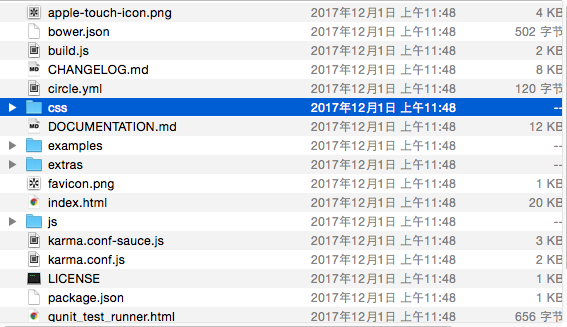 apple-touch-icon.png 2017年12月1日 上午11:48 4 KB
bower.json 2017年12月1日 上午11:48 502 字节
build.js 2017年12月1日 上午11:48 2 KB
CHANGELOG.md 2017年12月1日 上午11:48 8 KB
circle.yml 2017年12月1日 上午11:48 120 字节
css 2017年12月1日 上午11:48 --
DOCUMENTATION.md 2017年12月1日 上午11:48 12 KB
examples 2017年12月1日 上午11:48 --
extras 2017年12月1日 上午11:48 --
favicon.png 2017年12月1日 上午11:48 1 KB
index.html 2017年12月1日 上午11:48 20 KB
js 2017年12月1日 上午11:48 --
karma.conf-sauce.js 2017年12月1日 上午11:48 3 KB
karma.conf.js 2017年12月1日 上午11:48 2 KB
LICENSE 2017年12月1日 上午11:48 1 KB
package.json 2017年12月1日 上午11:48 1 KB
qunit_test_runner.html 2017年12月1日 上午11:48 656 字节